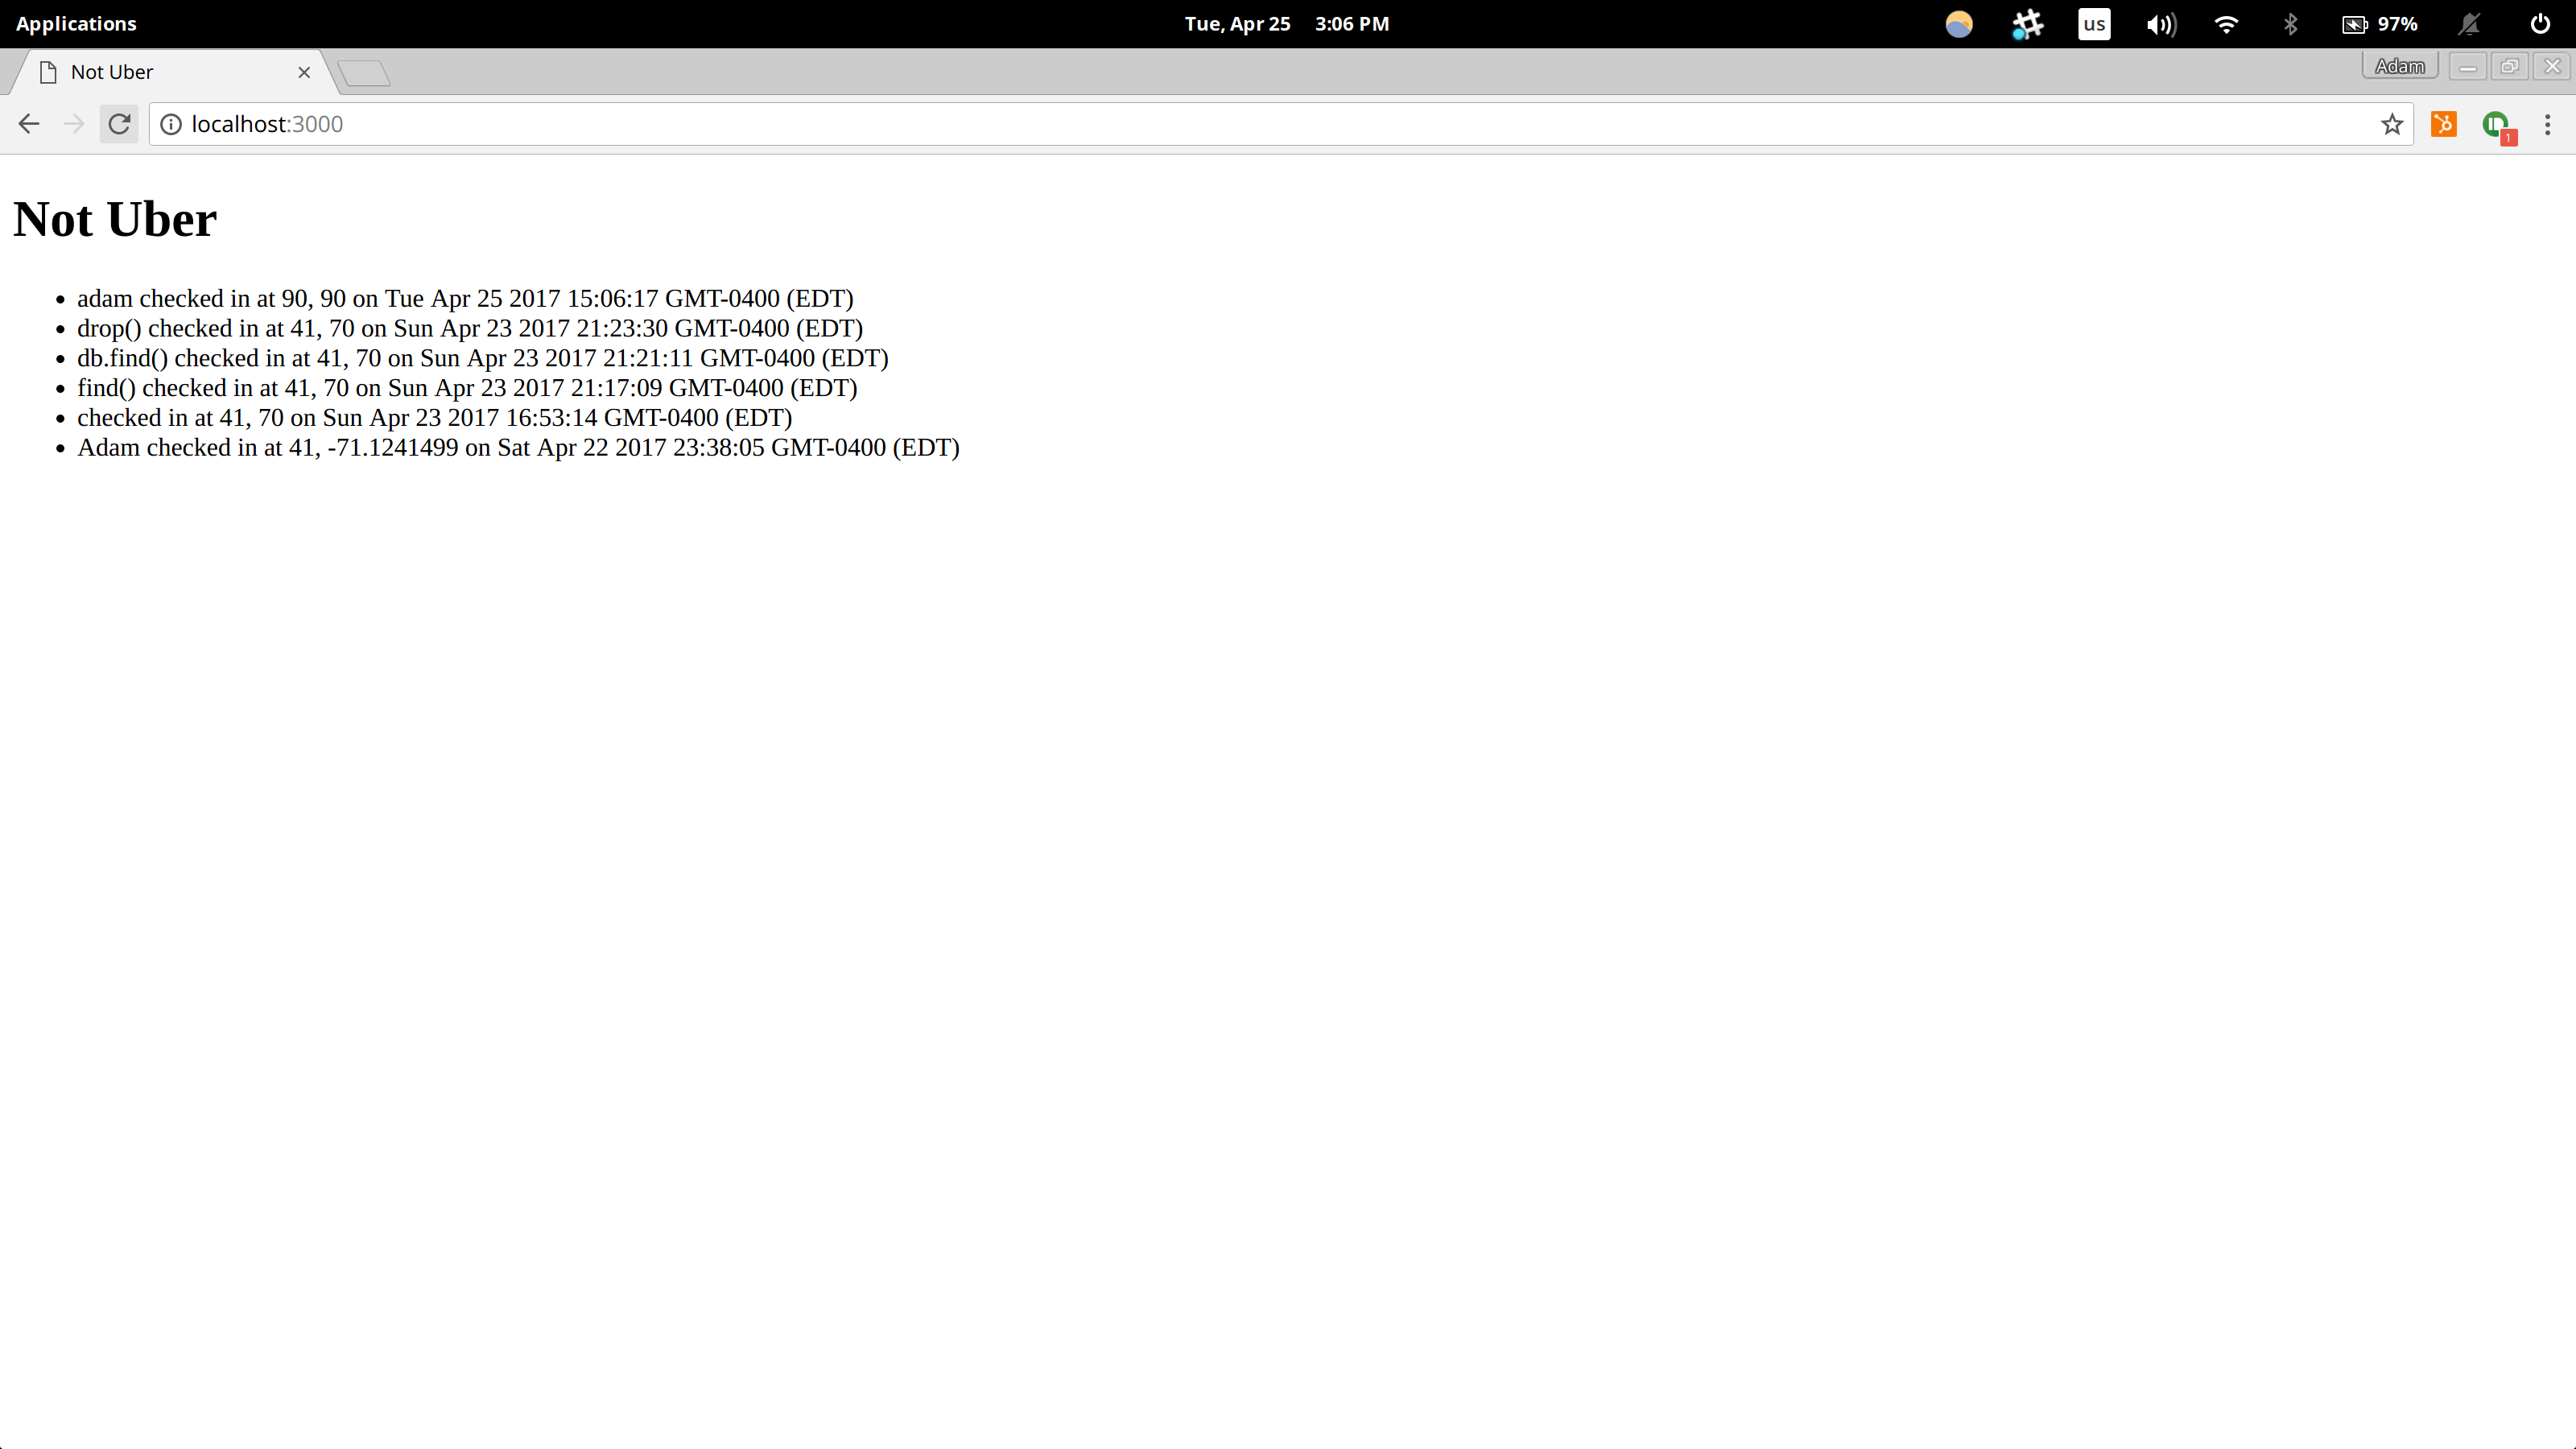 Applications
Tue, Apr 25 3:06 PM
us
97%
Not Uber
Adam
localhost:3000
1
Not Uber
adam checked in at 90, 90 on Tue Apr 25 2017 15:06:17 GMT-0400 (EDT)
drop() checked in at 41, 70 on Sun Apr 23 2017 21:23:30 GMT-0400 (EDT)
db.find() checked in at 41, 70 on Sun Apr 23 2017 21:21:11 GMT-0400 (EDT)
find() checked in at 41, 70 on Sun Apr 23 2017 21:17:09 GMT-0400 (EDT)
checked in at 41, 70 on Sun Apr 23 2017 16:53:14 GMT-0400 (EDT)
Adam checked in at 41, -71.1241499 on Sat Apr 22 2017 23:38:05 GMT-0400 (EDT)